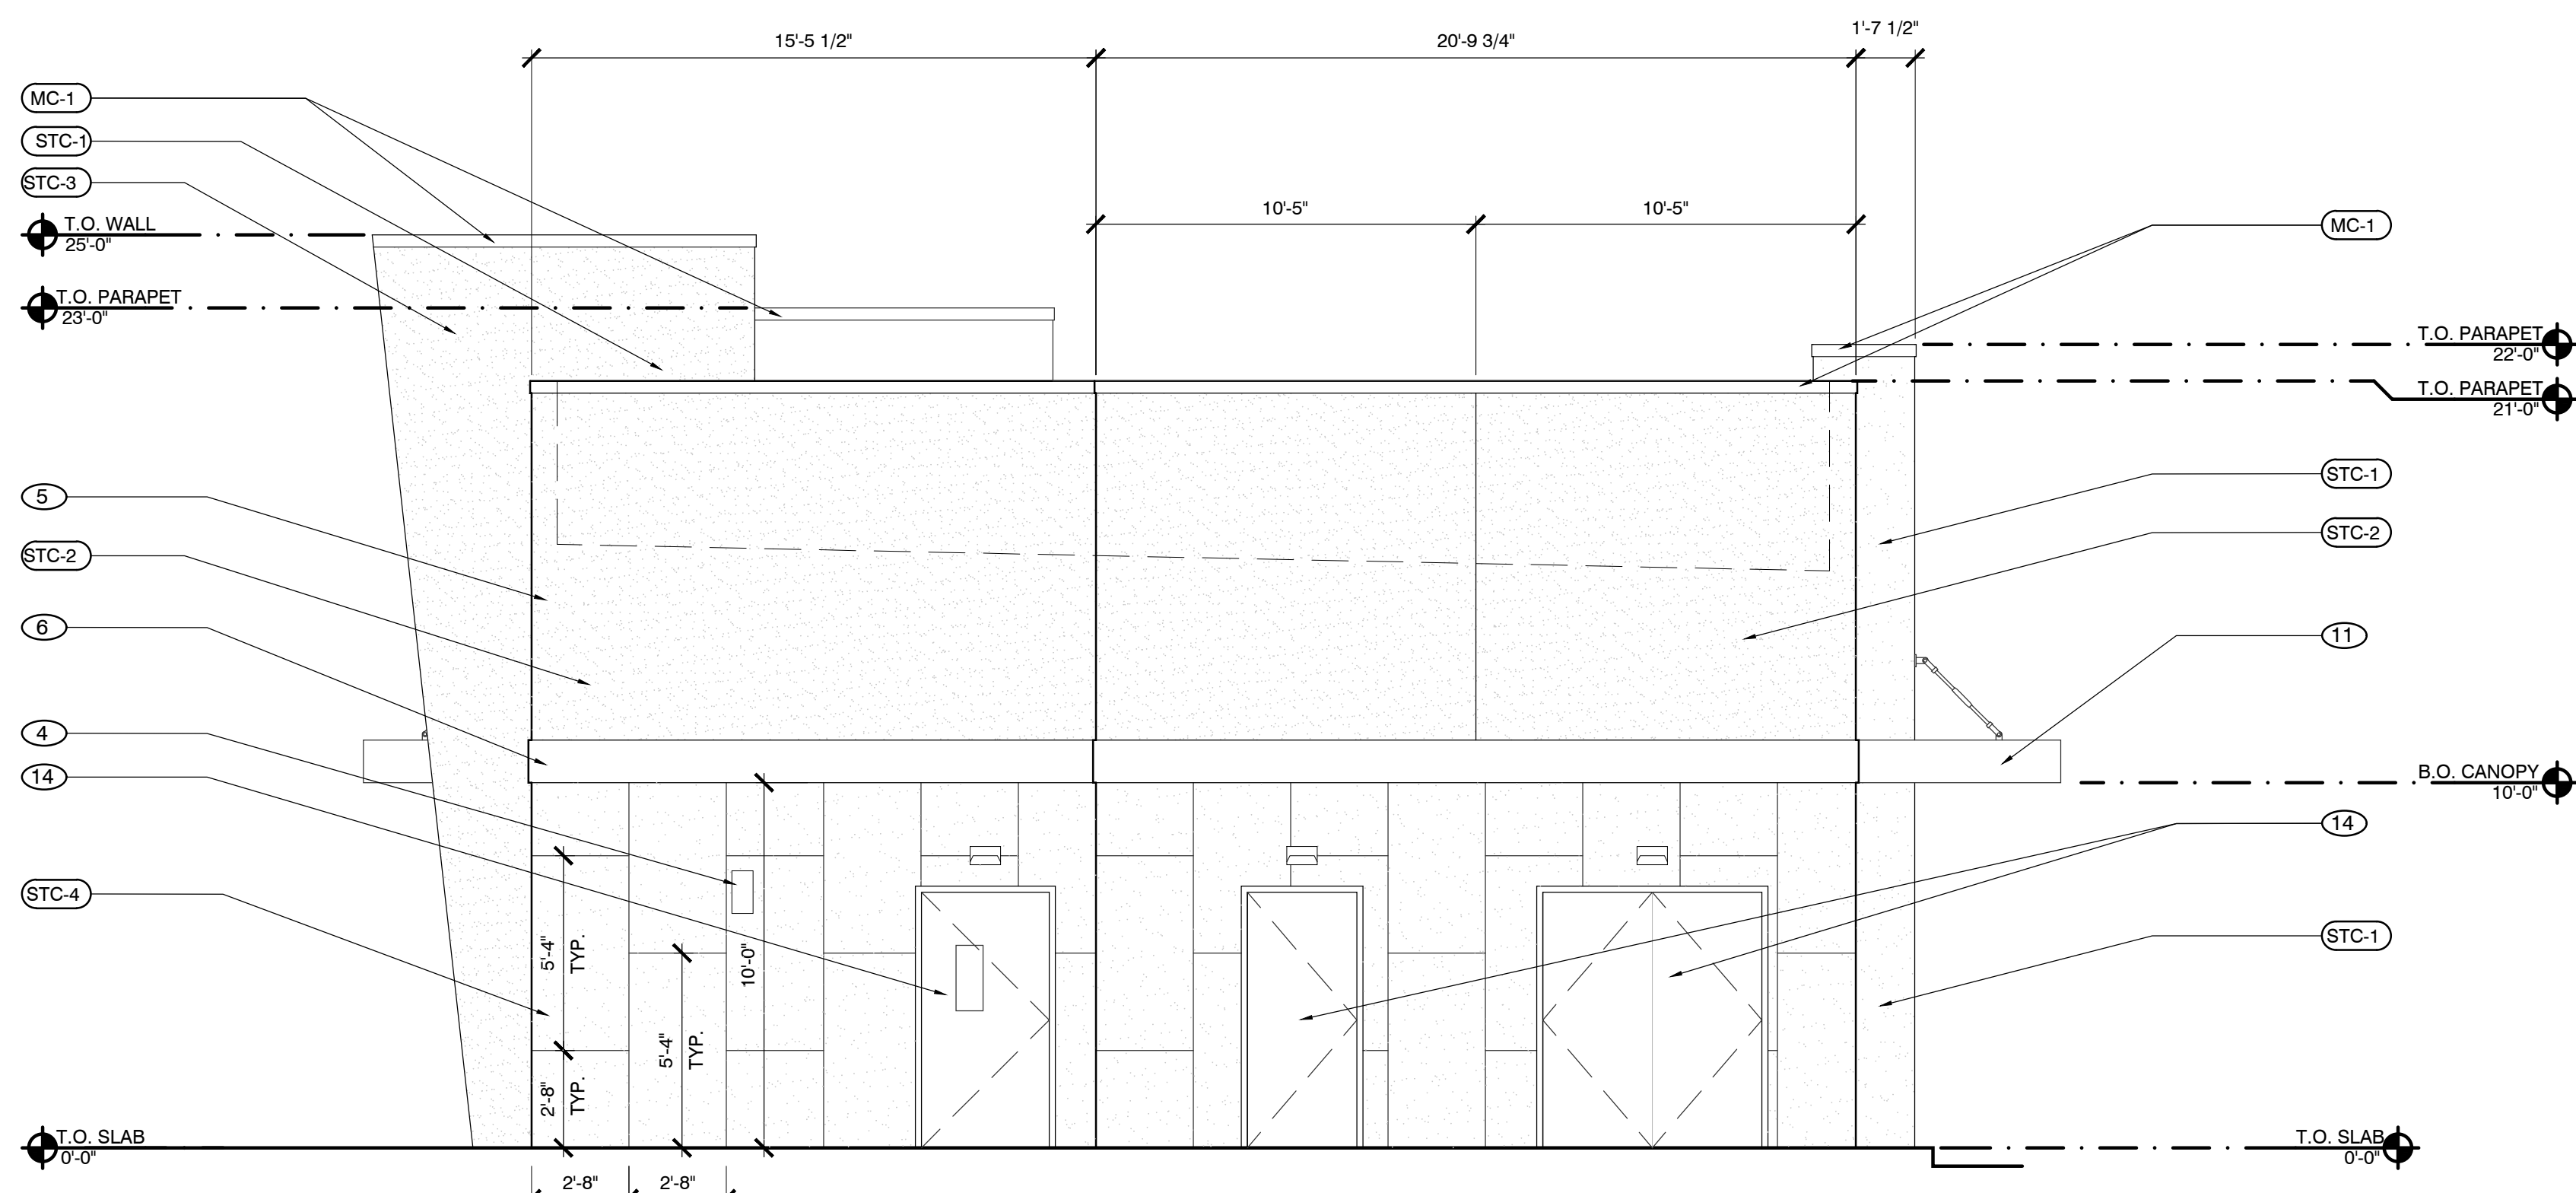 15'-5 1/2"
20'-9 3/4"
1'-7 1/2"
MC-1
STC-1
STC-3
T.O. WALL
25'-0"
10'-5"
10'-5"
MC-1
T.O. PARAPET
23'-0"
T.O. PARAPET
22'-0"
T.O. PARAPET
21'-0"
5
STC-1
STC-2
STC-2
6
11
4
14
B.O. CANOPY
10'-0"
14
STC-4
STC-1
5'-4"
TYP.
10'-0"
5'-4"
TYP.
2'-8"
TYP.
T.O. SLAB
0'-0"
T.O. SLAB
0'-0"
2'-8"
2'-8"